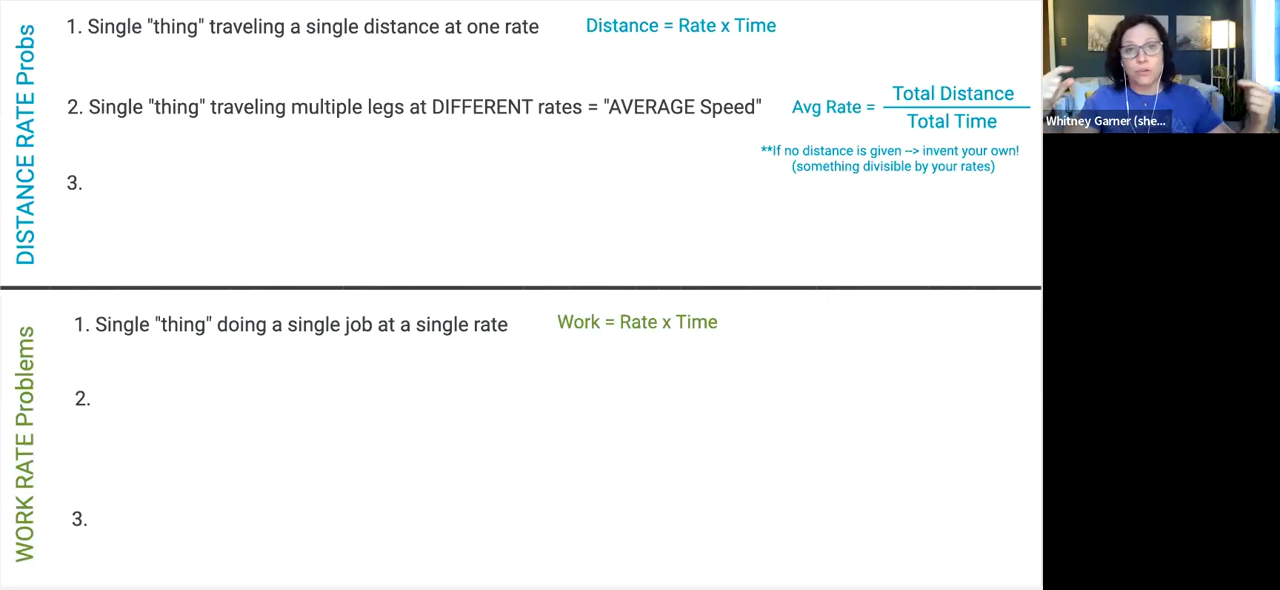 DISTANCE RATE Probs
1. Single "thing" traveling a single distance at one rate
Distance = Rate x Time
2. Single "thing" traveling multiple legs at DIFFERENT rates = "AVERAGE Speed"
Avg Rate =
Total Distance
Total Time
**If no distance is given --> invent your own!
(something divisible by your rates)
3.
WORK RATE Problems
1. Single "thing" doing a single job at a single rate
Work = Rate x Time
2.
3.
Whitney Garner (she...